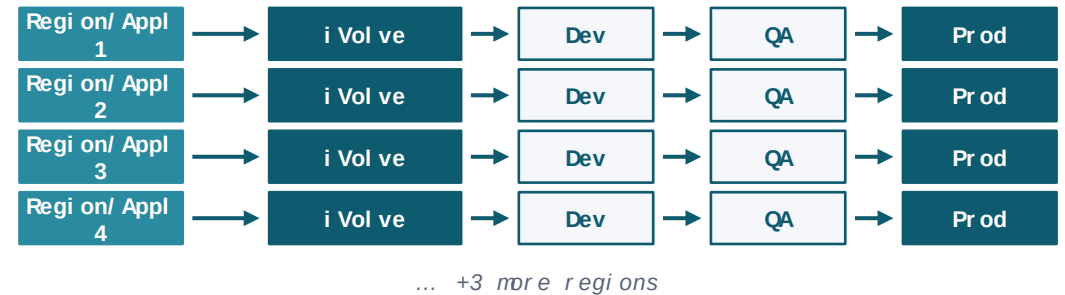 Region/Appl
1
iVolve
Dev
QA
Prod
Region/Appl
2
iVolve
Dev
QA
Prod
Region/Appl
3
iVolve
Dev
QA
Prod
Region/Appl
4
iVolve
Dev
QA
Prod
... +3 more regions